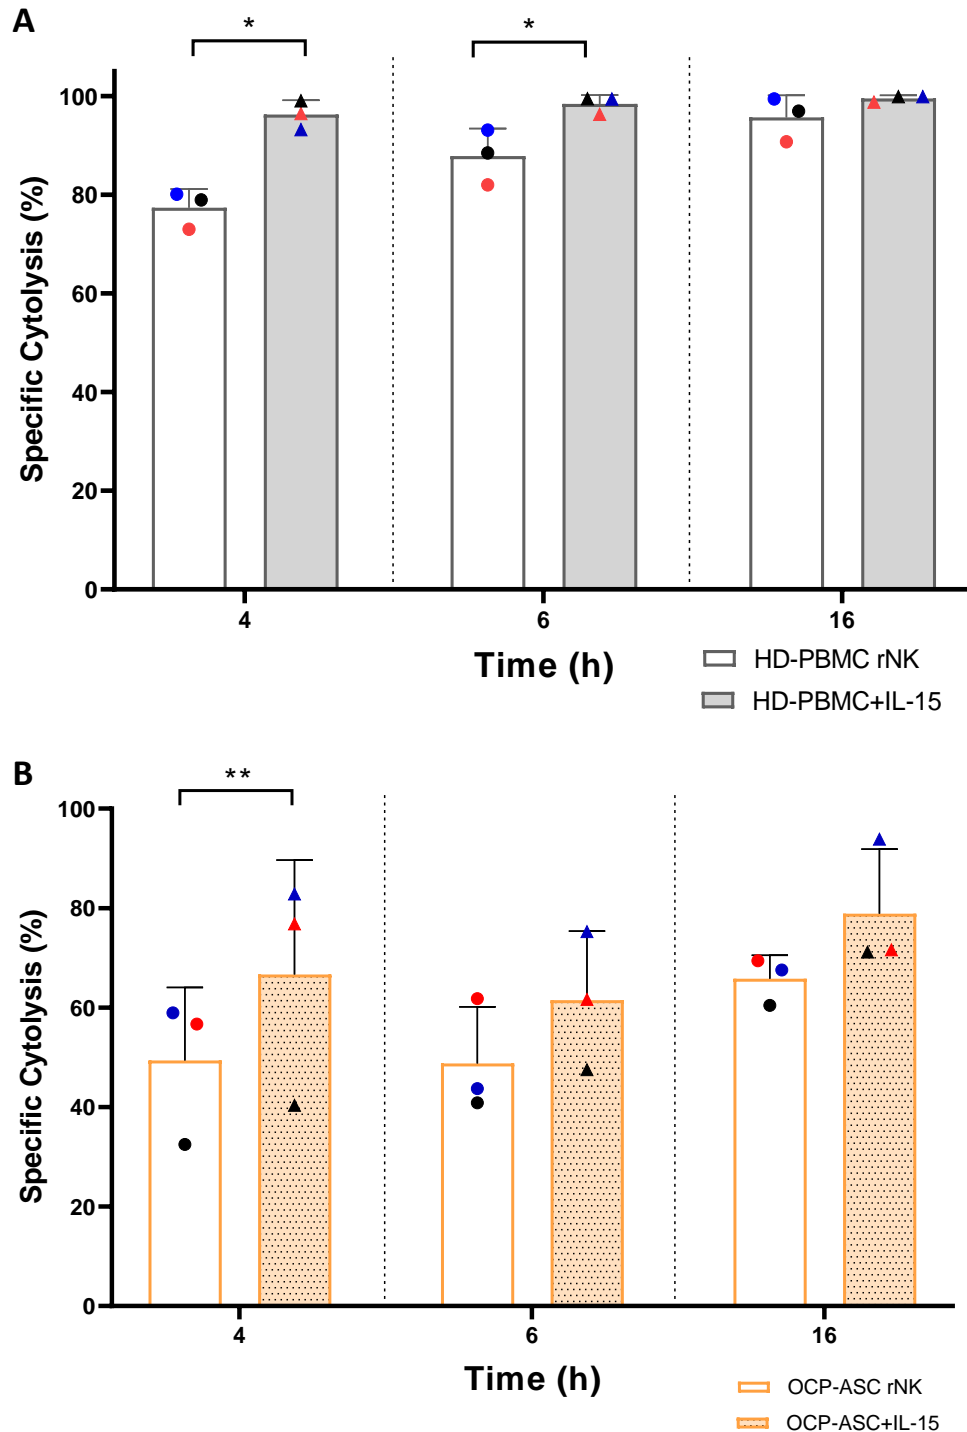 A
*
*
100
80
60
40
20
0
Specific Cytolysis (%)
4
6
16
Time (h)
HD-PBMC rNK
HD-PBMC+IL-15
B
**
100
80
60
40
20
0
Specific Cytolysis (%)
4
6
16
Time (h)
OCP-ASC rNK
OCP-ASC+IL-15